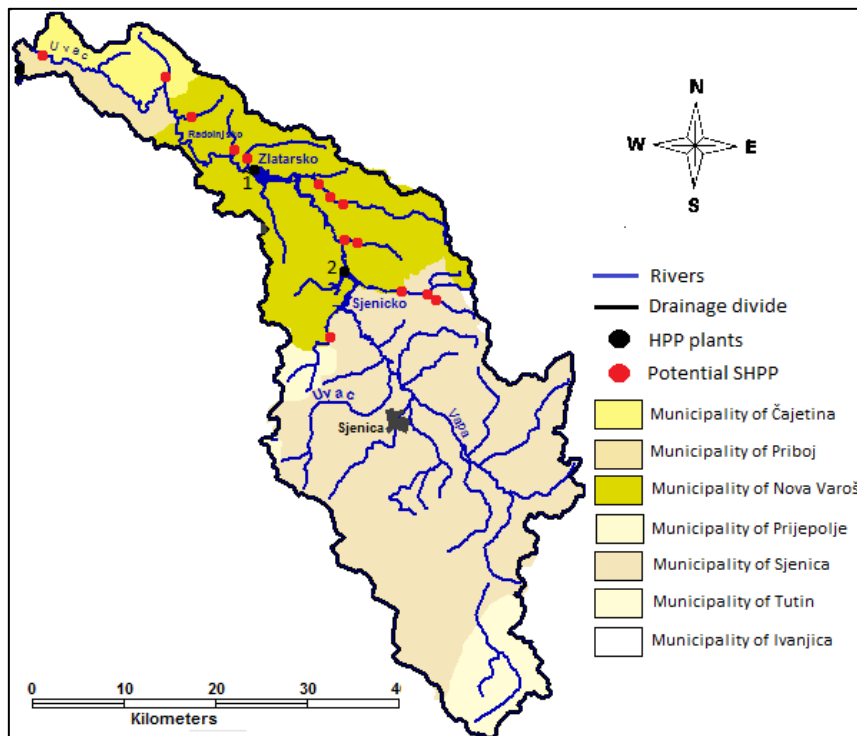 Uvac
Radoinjsko
Zlatarsko
1
2
Sjenicko
Uvac
Vapa
Sjenica
N
W
E
S
Rivers
Drainage divide
HPP plants
Potential SHPP
Municipality of Čajetina
Municipality of Priboj
Municipality of Nova Varoš
Municipality of Prijepolje
Municipality of Sjenica
Municipality of Tutin
Municipality of Ivanjica
0 10 20 30 40
Kilometers